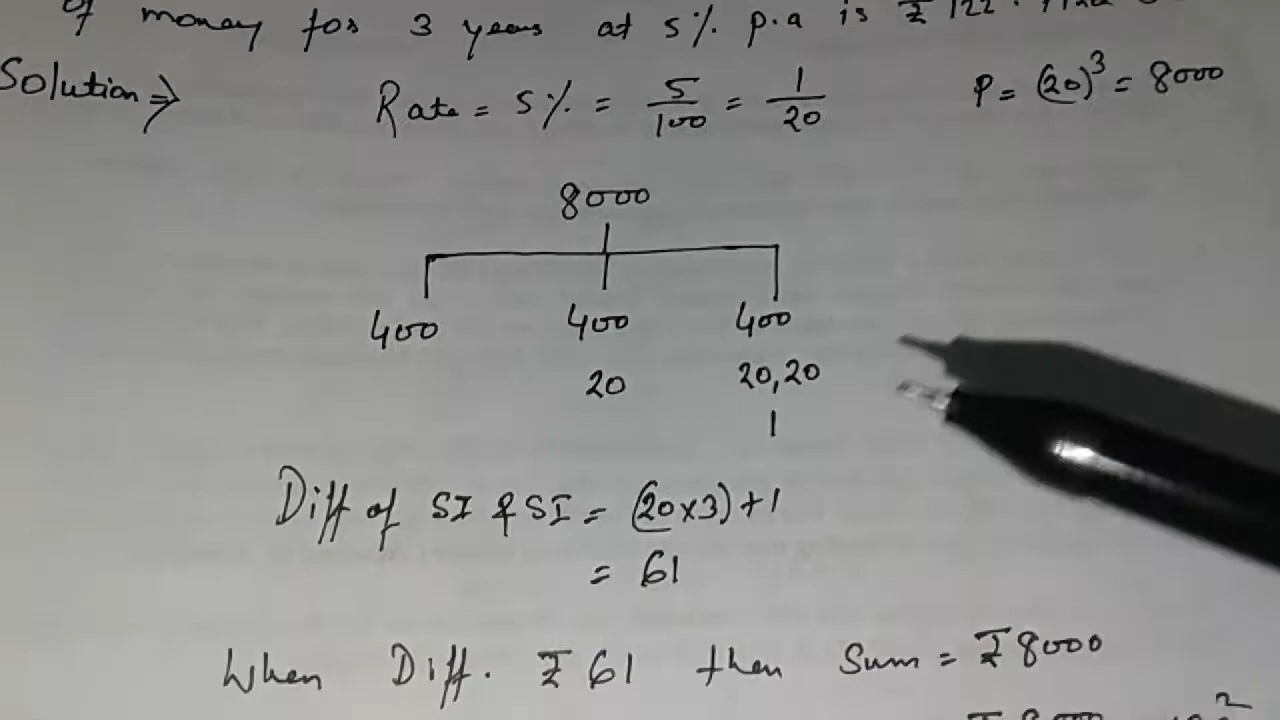 of money for 3 years at 5% p.a is ₹ 122.
Solution ⇒ Rate = 5% = 5/100 = 1/20 P = (20)³ = 8000
8000
400 400 400
20 20,20
1
Diff of SI & SI = (20×3)+1
= 61
When Diff. ₹ 61 then Sum = ₹ 8000